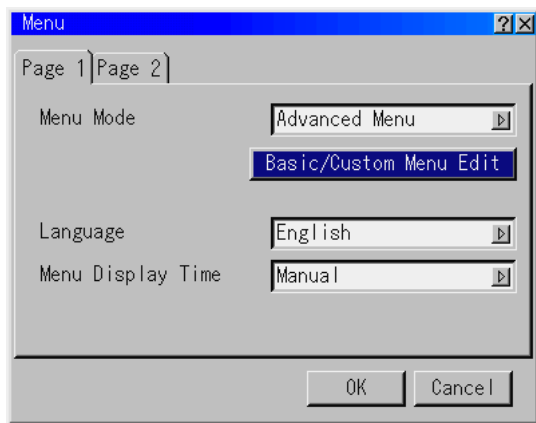 Menu
Page 1 Page 2
Menu Mode Advanced Menu
Basic/Custom Menu Edit
Language English
Menu Display Time Manual
OK Cancel